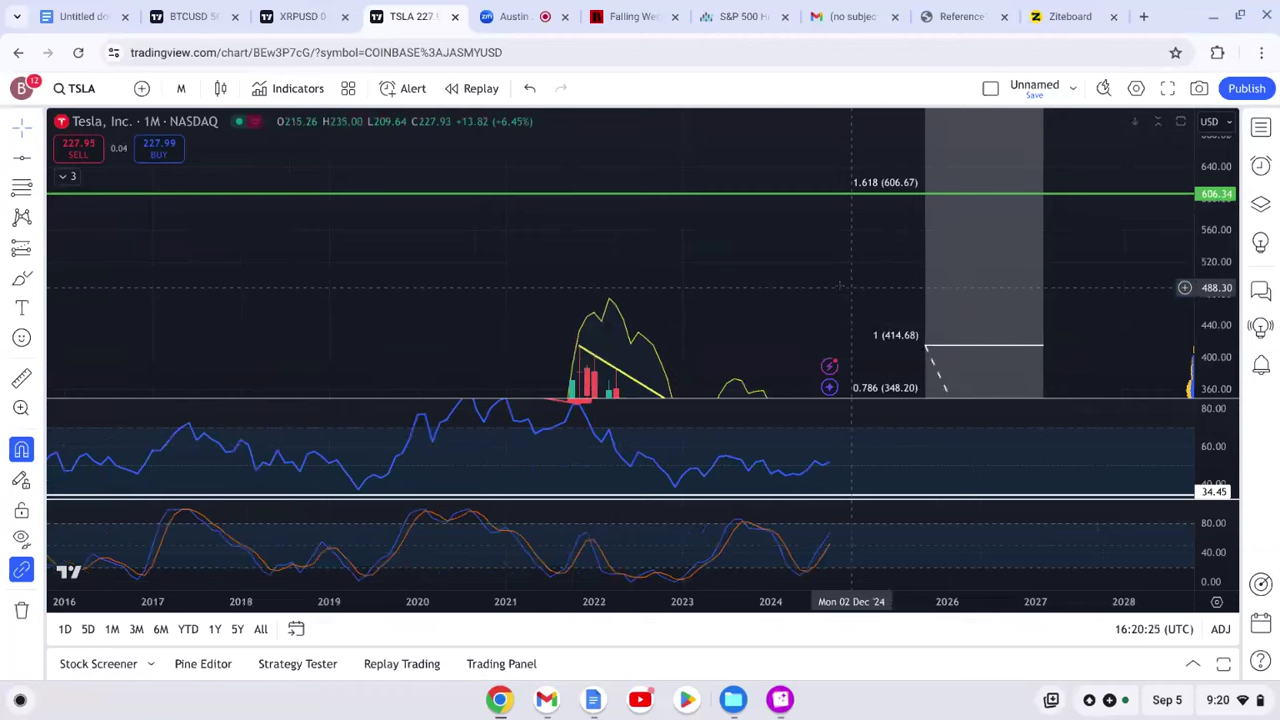 Untitled do
BTCUSD 5
XRPUSD
TSLA 227.9
Austin
Falling We
S&P 500 H
(no subjec
Reference
Ziteboard
tradingview.com/chart/BEw3P7cG/?symbol=COINBASE%3AJASMYUSD
B
12
TSLA
M
Indicators
Alert
Replay
Unnamed
Save
Publish
Tesla, Inc. · 1M · NASDAQ
O215.26 H235.00 L209.64 C227.93 +13.82 (+6.45%)
USD
227.95
SELL
0.04
227.99
BUY
3
640.00
1.618 (606.67)
606.34
560.00
520.00
488.30
440.00
1 (414.68)
400.00
0.786 (348.20)
360.00
80.00
60.00
34.45
80.00
40.00
0.00
2016
2017
2018
2019
2020
2021
2022
2023
2024
Mon 02 Dec '24
2026
2027
2028
1D
5D
1M
3M
6M
YTD
1Y
5Y
All
16:20:25 (UTC)
ADJ
Stock Screener
Pine Editor
Strategy Tester
Replay Trading
Trading Panel
Sep 5
9:20